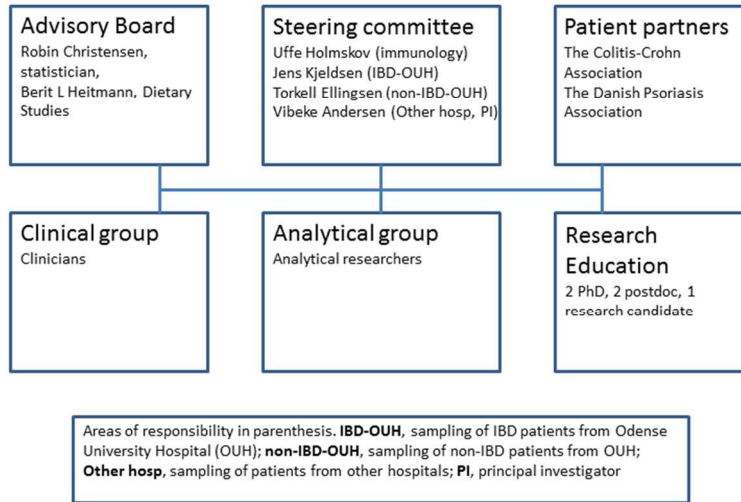 Advisory Board
Robin Christensen,
statistician,
Berit L Heitmann, Dietary
Studies
Steering committee
Uffe Holmskov (immunology)
Jens Kjeldsen (IBD-OUH)
Torkell Ellingsen (non-IBD-OUH)
Vibeke Andersen (Other hosp, PI)
Patient partners
The Colitis-Crohn
Association
The Danish Psoriasis
Association
Clinical group
Clinicians
Analytical group
Analytical researchers
Research
Education
2 PhD, 2 postdoc, 1
research candidate
Areas of responsibility in parenthesis. IBD-OUH, sampling of IBD patients from Odense
University Hospital (OUH); non-IBD-OUH, sampling of non-IBD patients from OUH;
Other hosp, sampling of patients from other hospitals; PI, principal investigator